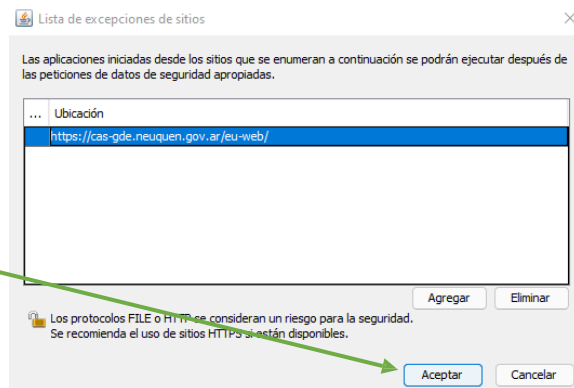 Lista de excepciones de sitios
Las aplicaciones iniciadas desde los sitios que se enumeran a continuación se podrán ejecutar después de
las peticiones de datos de seguridad apropiadas.
... Ubicación
https://cas-gde.neuquen.gov.ar/eu-web/
Agregar Eliminar
Los protocolos FILE o HTTP se consideran un riesgo para la seguridad.
Se recomienda el uso de sitios HTTPS si están disponibles.
Aceptar Cancelar